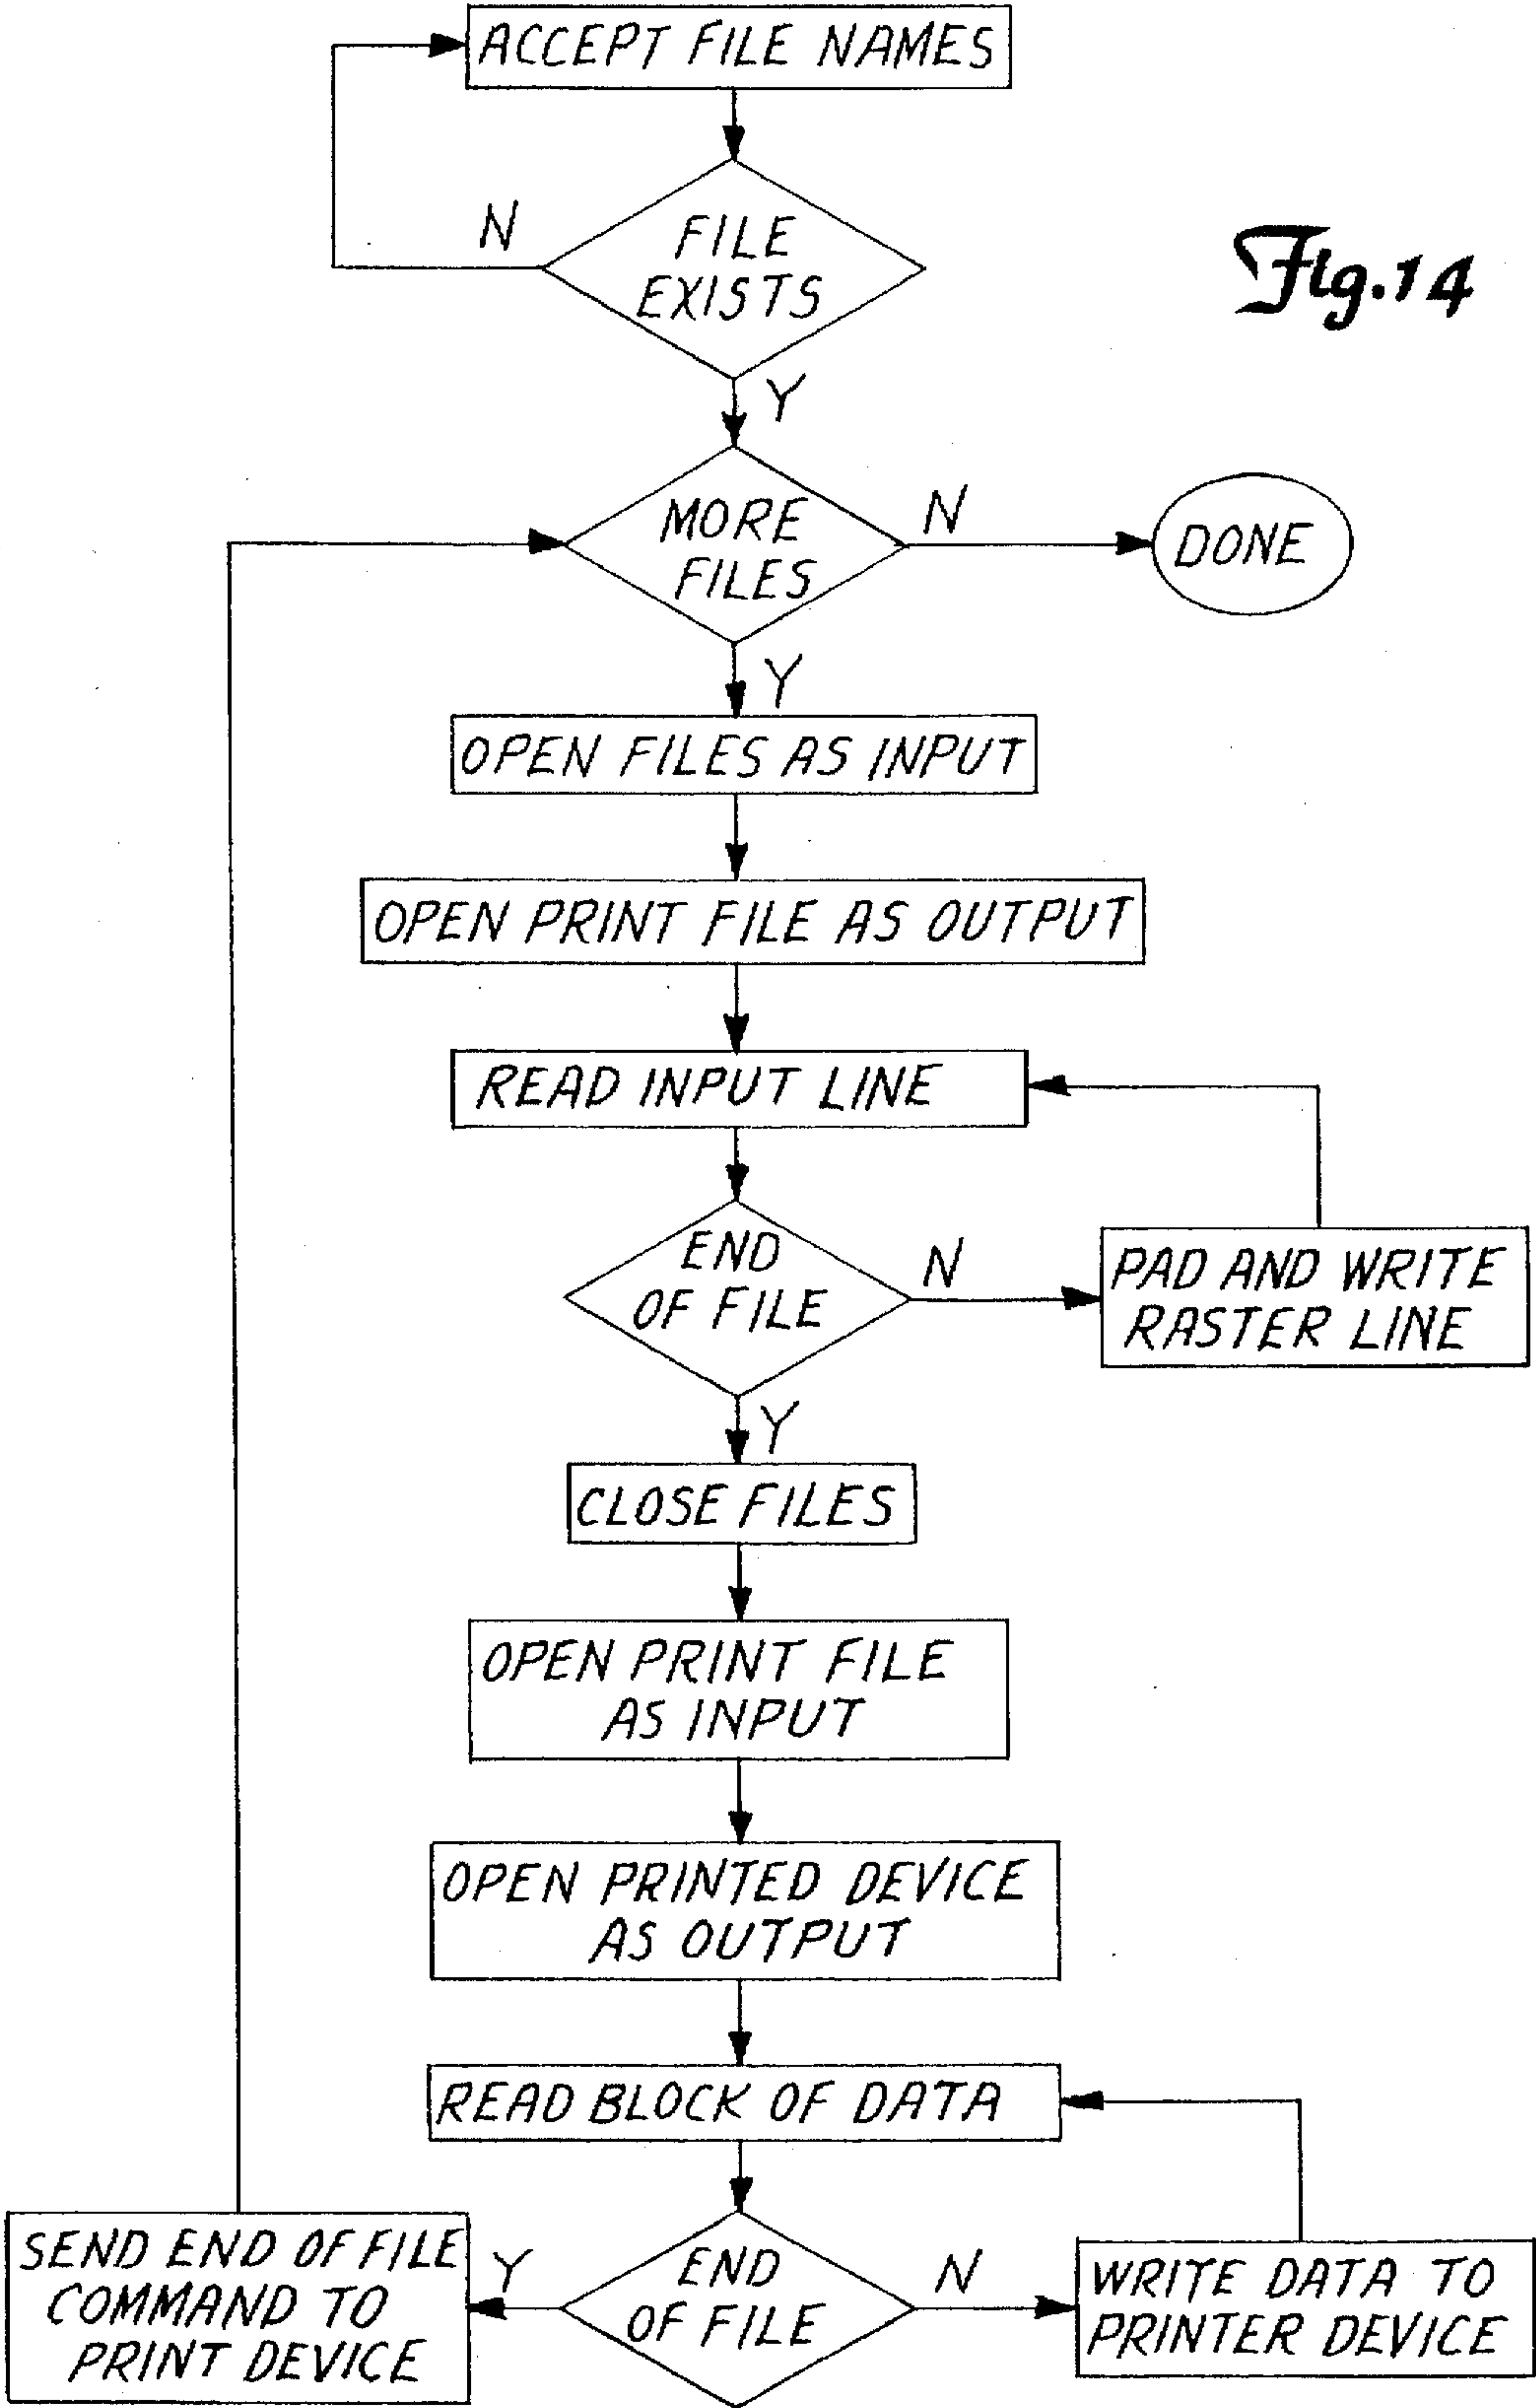 ACCEPT FILE NAMES
N
FILE
EXISTS
Fig.14
Y
MORE
FILES
N
DONE
Y
OPEN FILES AS INPUT
OPEN PRINT FILE AS OUTPUT
READ INPUT LINE
END
OF FILE
N
PAD AND WRITE
RASTER LINE
Y
CLOSE FILES
OPEN PRINT FILE
AS INPUT
OPEN PRINTED DEVICE
AS OUTPUT
READ BLOCK OF DATA
SEND END OF FILE
COMMAND TO
PRINT DEVICE
Y
END
OF FILE
N
WRITE DATA TO
PRINTER DEVICE